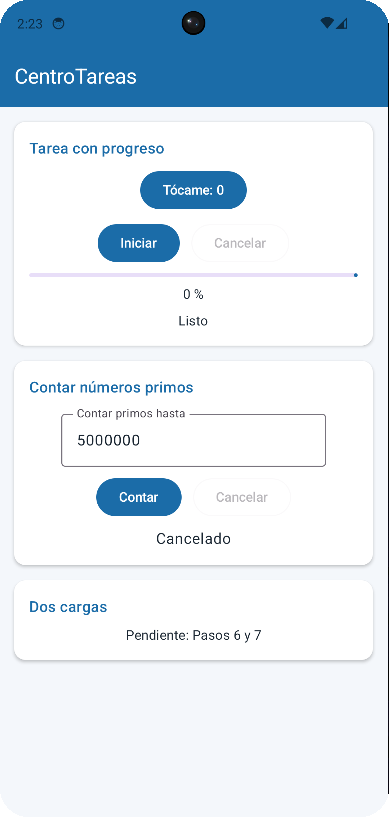 2:23
CentroTareas
Tarea con progreso
Tócame: 0
Iniciar
Cancelar
0 %
Listo
Contar números primos
Contar primos hasta
5000000
Contar
Cancelar
Cancelado
Dos cargas
Pendiente: Pasos 6 y 7